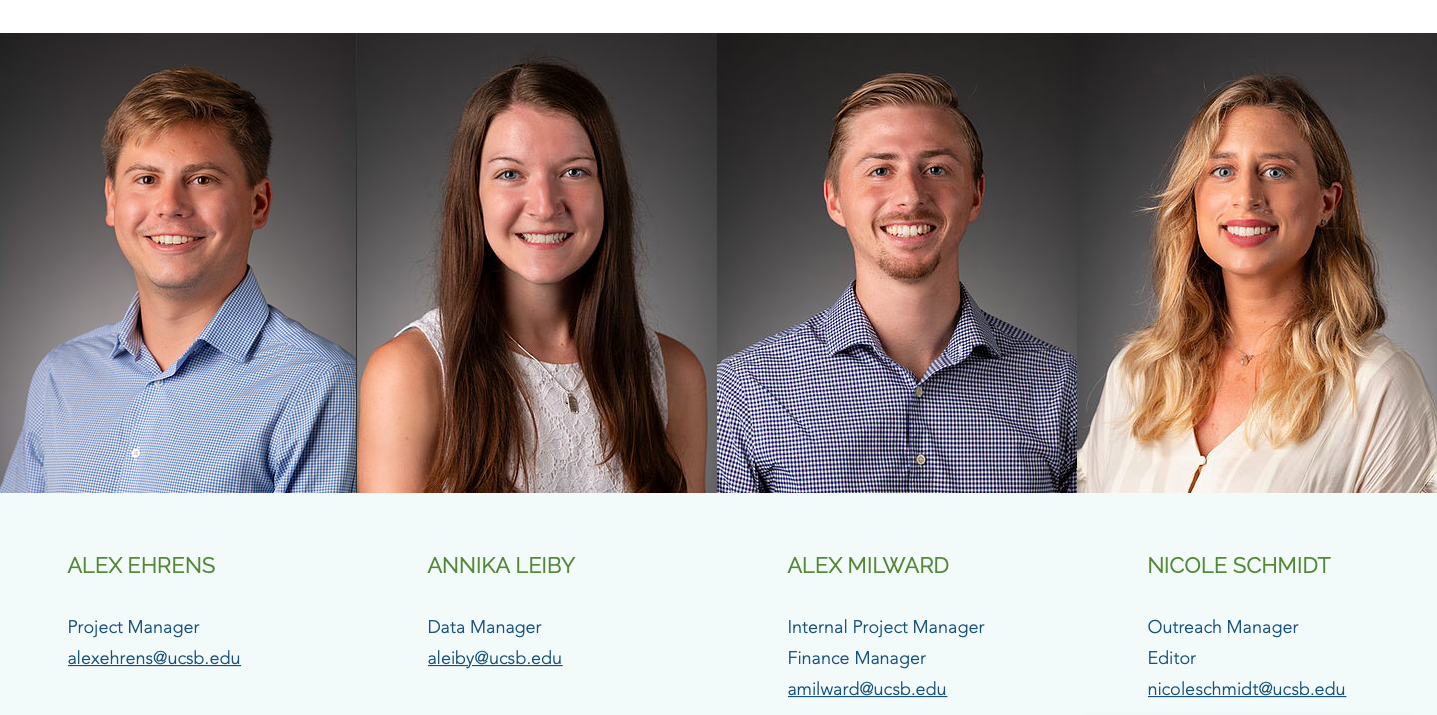 ALEX EHRENS
Project Manager
alexehrens@ucsb.edu
ANNIKA LEIBY
Data Manager
aleiby@ucsb.edu
ALEX MILWARD
Internal Project Manager
Finance Manager
amilward@ucsb.edu
NICOLE SCHMIDT
Outreach Manager
Editor
nicoleschmidt@ucsb.edu